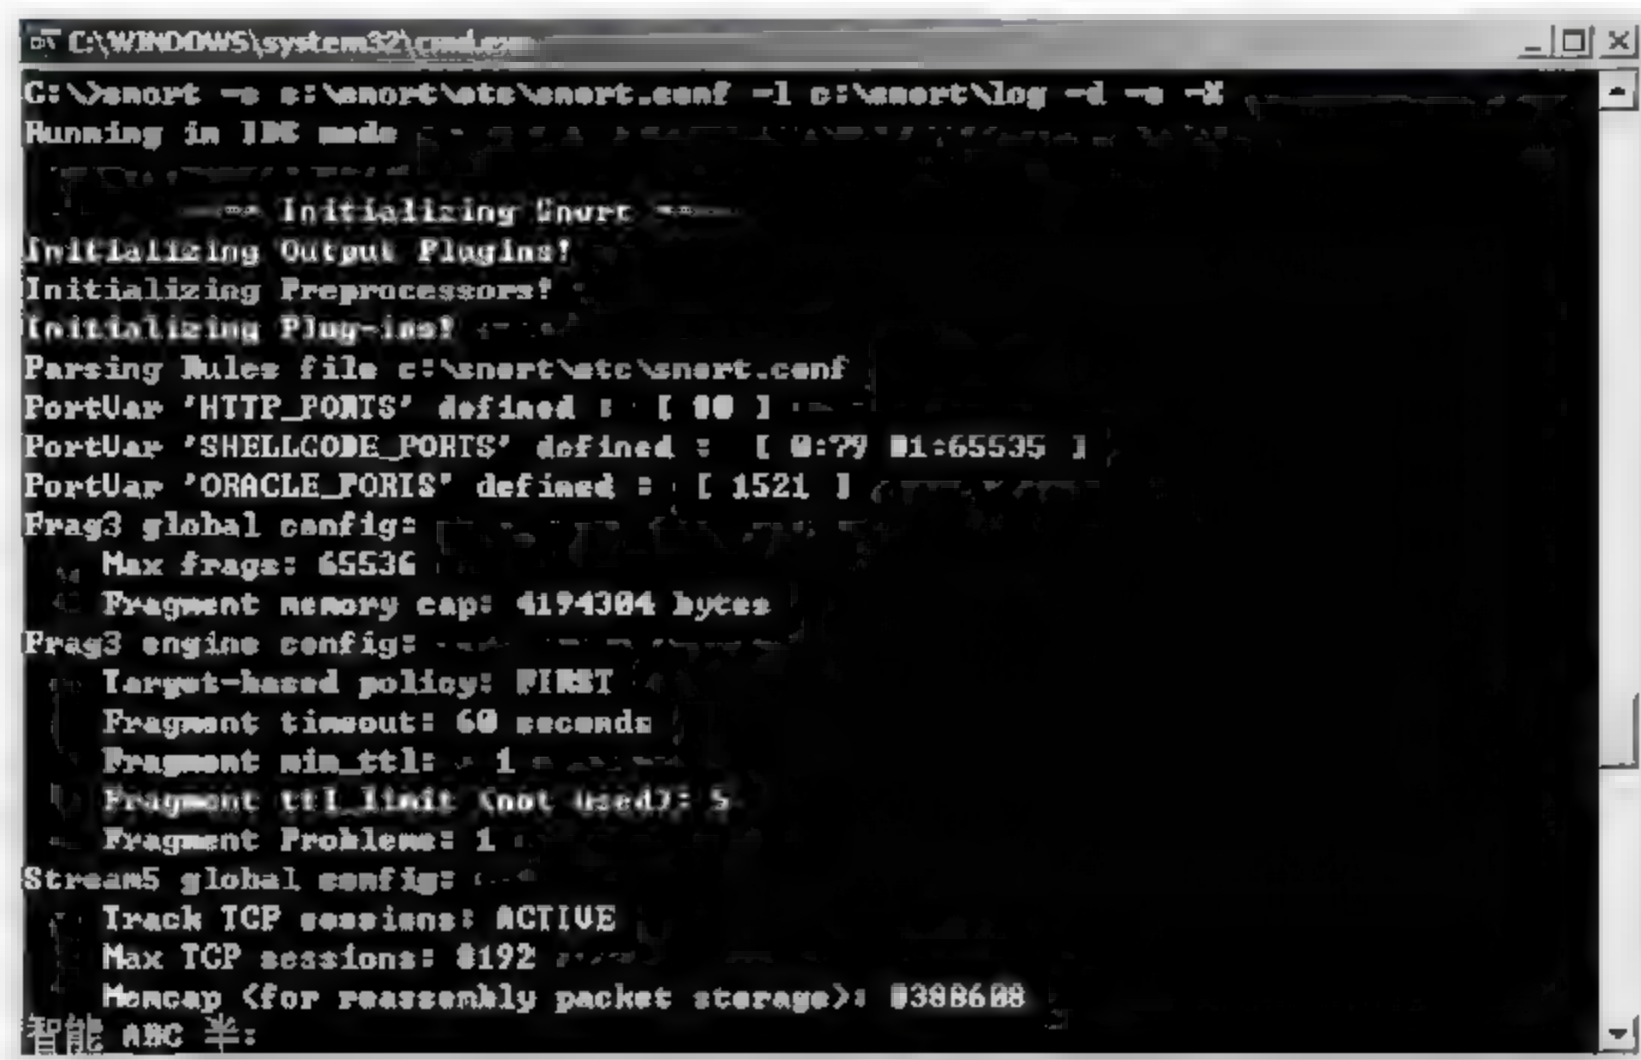 C:\WINDOWS\system32\cmd.exe
C:\>snort -c c:\snort\etc\snort.conf -l c:\snort\log -d -e -X
Running in IDS mode
--== Initializing Snort ==--
Initializing Output Plugins!
Initializing Preprocessors!
Initializing Plug-ins!
Parsing Rules file c:\snort\etc\snort.conf
PortVar 'HTTP_PORTS' defined : [ 80 ]
PortVar 'SHELLCODE_PORTS' defined : [ 0:79 81:65535 ]
PortVar 'ORACLE_PORTS' defined : [ 1521 ]
Frag3 global config:
Max frags: 65536
Fragment memory cap: 4194304 bytes
Frag3 engine config:
Target-based policy: FIRST
Fragment timeout: 60 seconds
Fragment min_ttl: 1
Fragment ttl_limit (not used): 5
Fragment Problems: 1
Stream5 global config:
Track TCP sessions: ACTIVE
Max TCP sessions: 8192
Memcap (for reassembly packet storage): 8388608
智能 ABC 半: